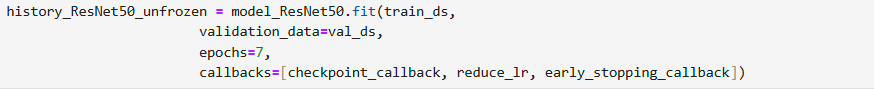 history_ResNet50_unfrozen = model_ResNet50.fit(train_ds,
validation_data=val_ds,
epochs=7,
callbacks=[checkpoint_callback, reduce_lr, early_stopping_callback])